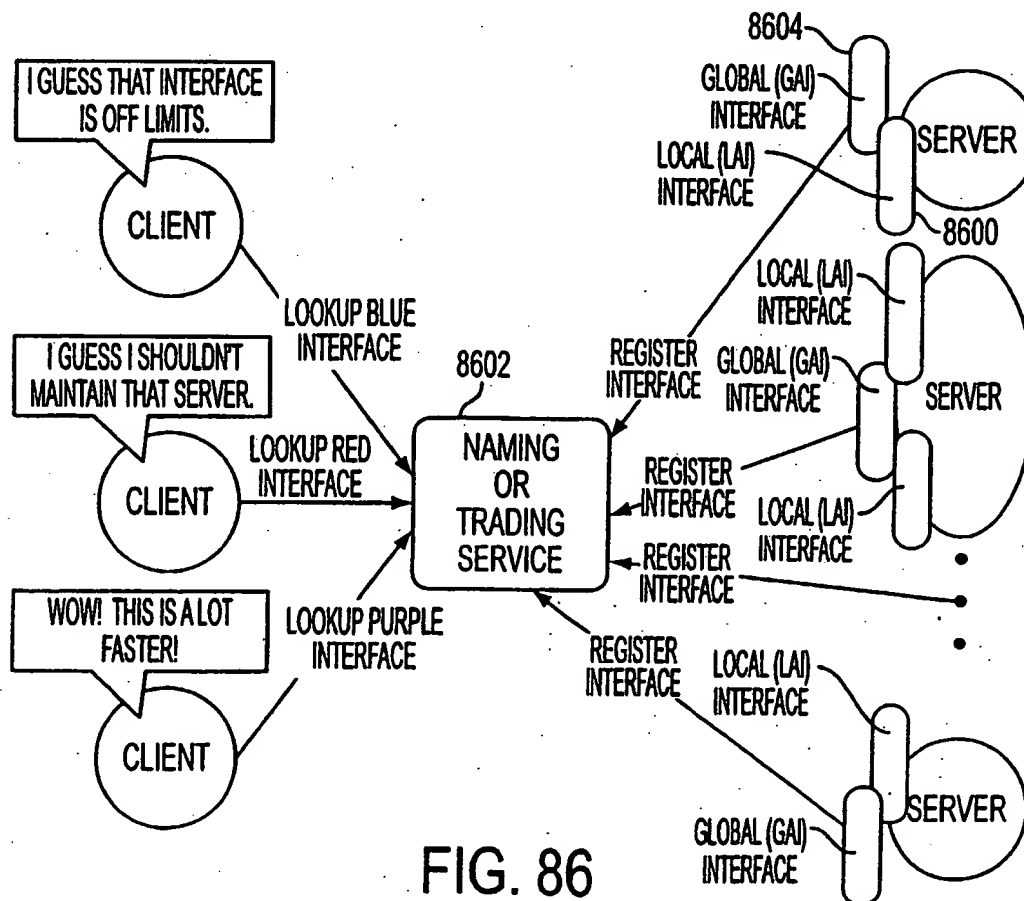 I GUESS THAT INTERFACE
IS OFF LIMITS.
CLIENT
LOOKUP BLUE
INTERFACE
I GUESS I SHOULDN'T
MAINTAIN THAT SERVER.
CLIENT
LOOKUP RED
INTERFACE
WOW! THIS IS A LOT
FASTER!
CLIENT
LOOKUP PURPLE
INTERFACE
8602
NAMING
OR
TRADING
SERVICE
8604
GLOBAL (GAI)
INTERFACE
LOCAL (LAI)
INTERFACE
SERVER
8600
REGISTER
INTERFACE
LOCAL (LAI)
INTERFACE
GLOBAL (GAI)
INTERFACE
SERVER
REGISTER
INTERFACE
LOCAL (LAI)
INTERFACE
REGISTER
INTERFACE
REGISTER
INTERFACE
LOCAL (LAI)
INTERFACE
SERVER
GLOBAL (GAI)
INTERFACE
FIG. 86